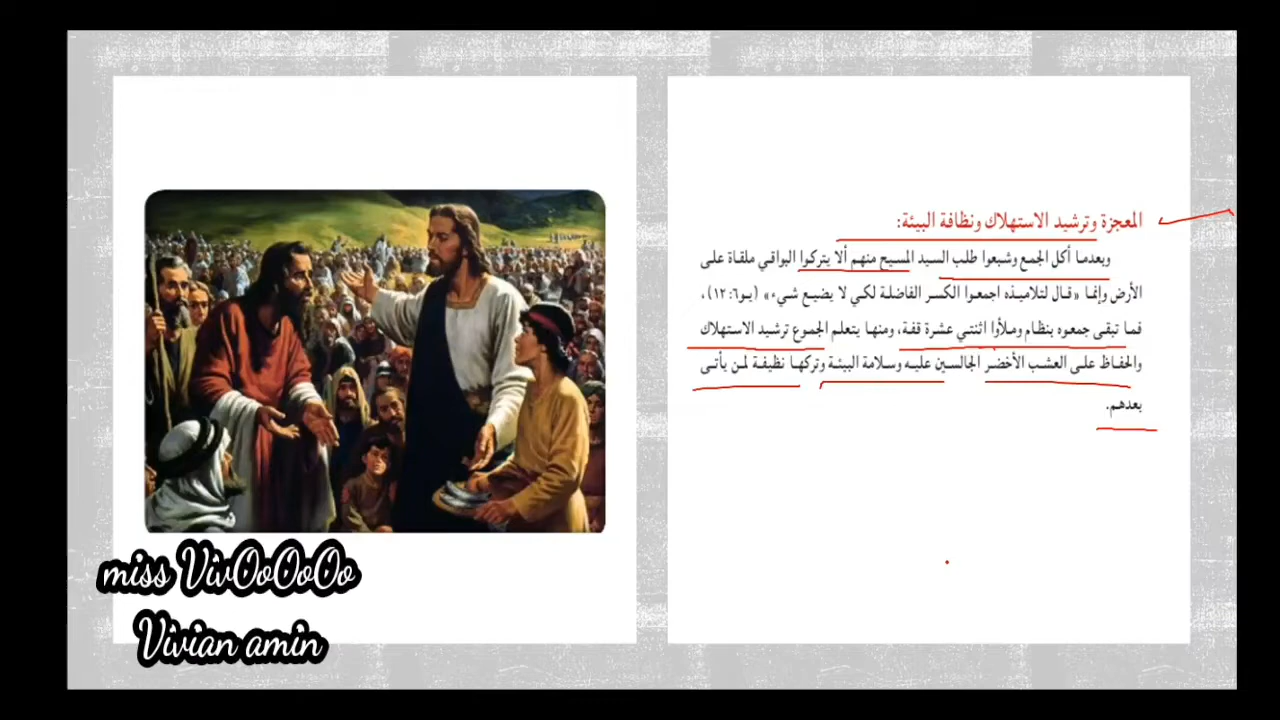 المعجزة وترشيد الاستهلاك ونظافة البيئة:
وبعدما أكل الجمع وشبعوا طلب السيد المسيح منهم ألا يتركوا البواقي ملقاة على
الأرض وإنما «قال لتلاميذه اجمعوا الكسر الفاضلة لكي لا يضيع شيء» (يو٦: ١٢)،
فما تبقى جمعوه بنظام وملأوا اثنتي عشرة قفة، ومنها يتعلم الجموع ترشيد الاستهلاك
والحفاظ على العشب الأخضر الجالسين عليه وسلامة البيئة وتركها نظيفة لمن يأتى
بعدهم.
miss VivOoOoOo
Vivian amin